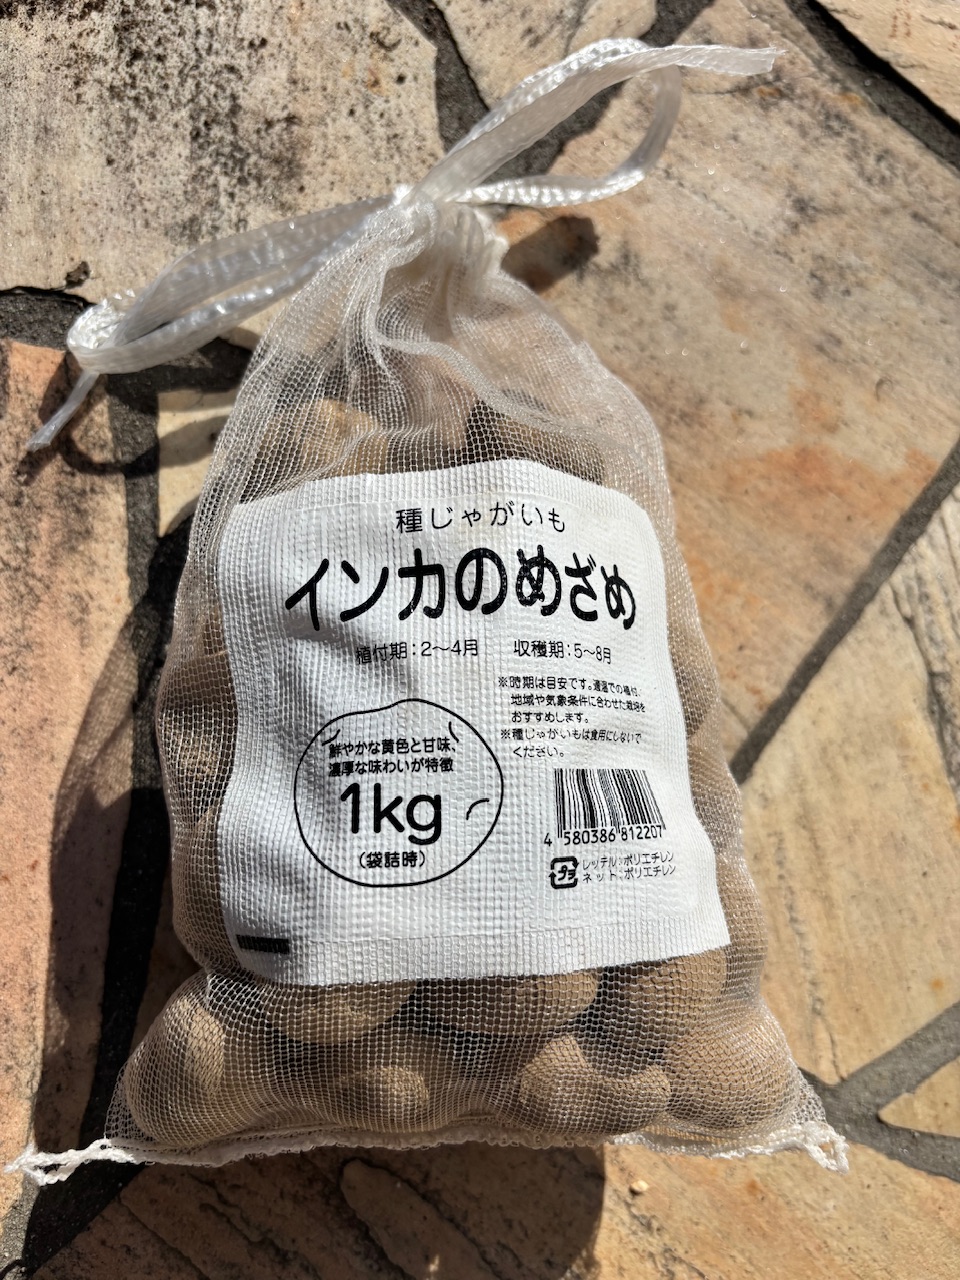 種じゃがいも
インカのめざめ
植付期:2〜4月 収穫期:5〜8月
※時期は目安です。適温での植付、
地域や気象条件に合わせた栽培を
おすすめします。
※種じゃがいもは食用にしないで
ください。
鮮やかな黄色と甘味、
濃厚な味わいが特徴
1kg
(袋詰時)
4 580386 812207
プラ
レッテル:ポリエチレン
ネット:ポリエチレン